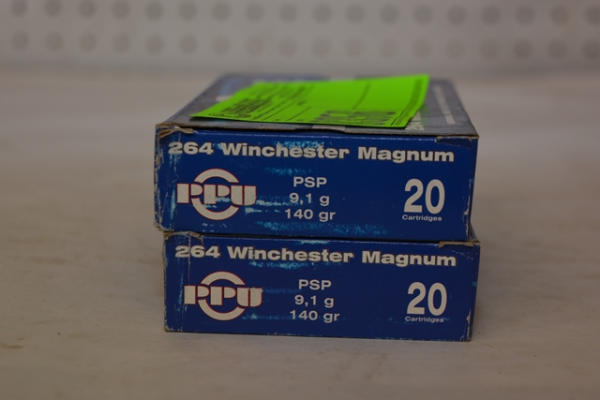 264 Winchester Magnum
PPU
PSP
9,1 g
140 gr
20
Cartridges
264 Winchester Magnum
PPU
PSP
9,1 g
140 gr
20
Cartridges